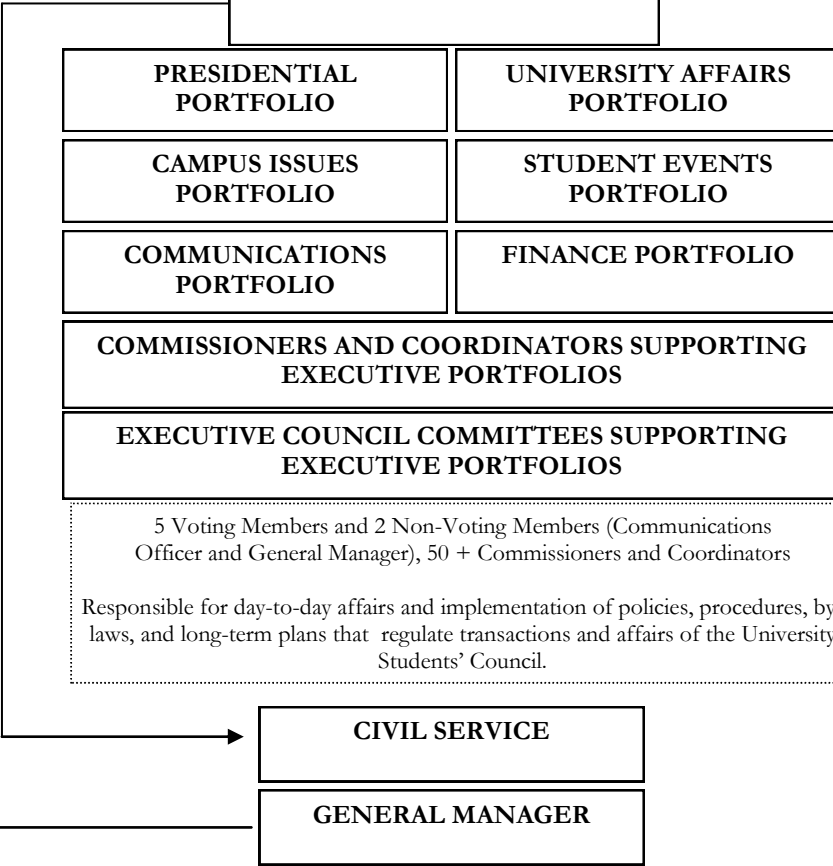 PRESIDENTIAL
PORTFOLIO
UNIVERSITY AFFAIRS
PORTFOLIO
CAMPUS ISSUES
PORTFOLIO
STUDENT EVENTS
PORTFOLIO
COMMUNICATIONS
PORTFOLIO
FINANCE PORTFOLIO
COMMISSIONERS AND COORDINATORS SUPPORTING
EXECUTIVE PORTFOLIOS
EXECUTIVE COUNCIL COMMITTEES SUPPORTING
EXECUTIVE PORTFOLIOS
5 Voting Members and 2 Non-Voting Members (Communications
Officer and General Manager), 50 + Commissioners and Coordinators
Responsible for day-to-day affairs and implementation of policies, procedures, by
laws, and long-term plans that regulate transactions and affairs of the University
Students’ Council.
CIVIL SERVICE
GENERAL MANAGER